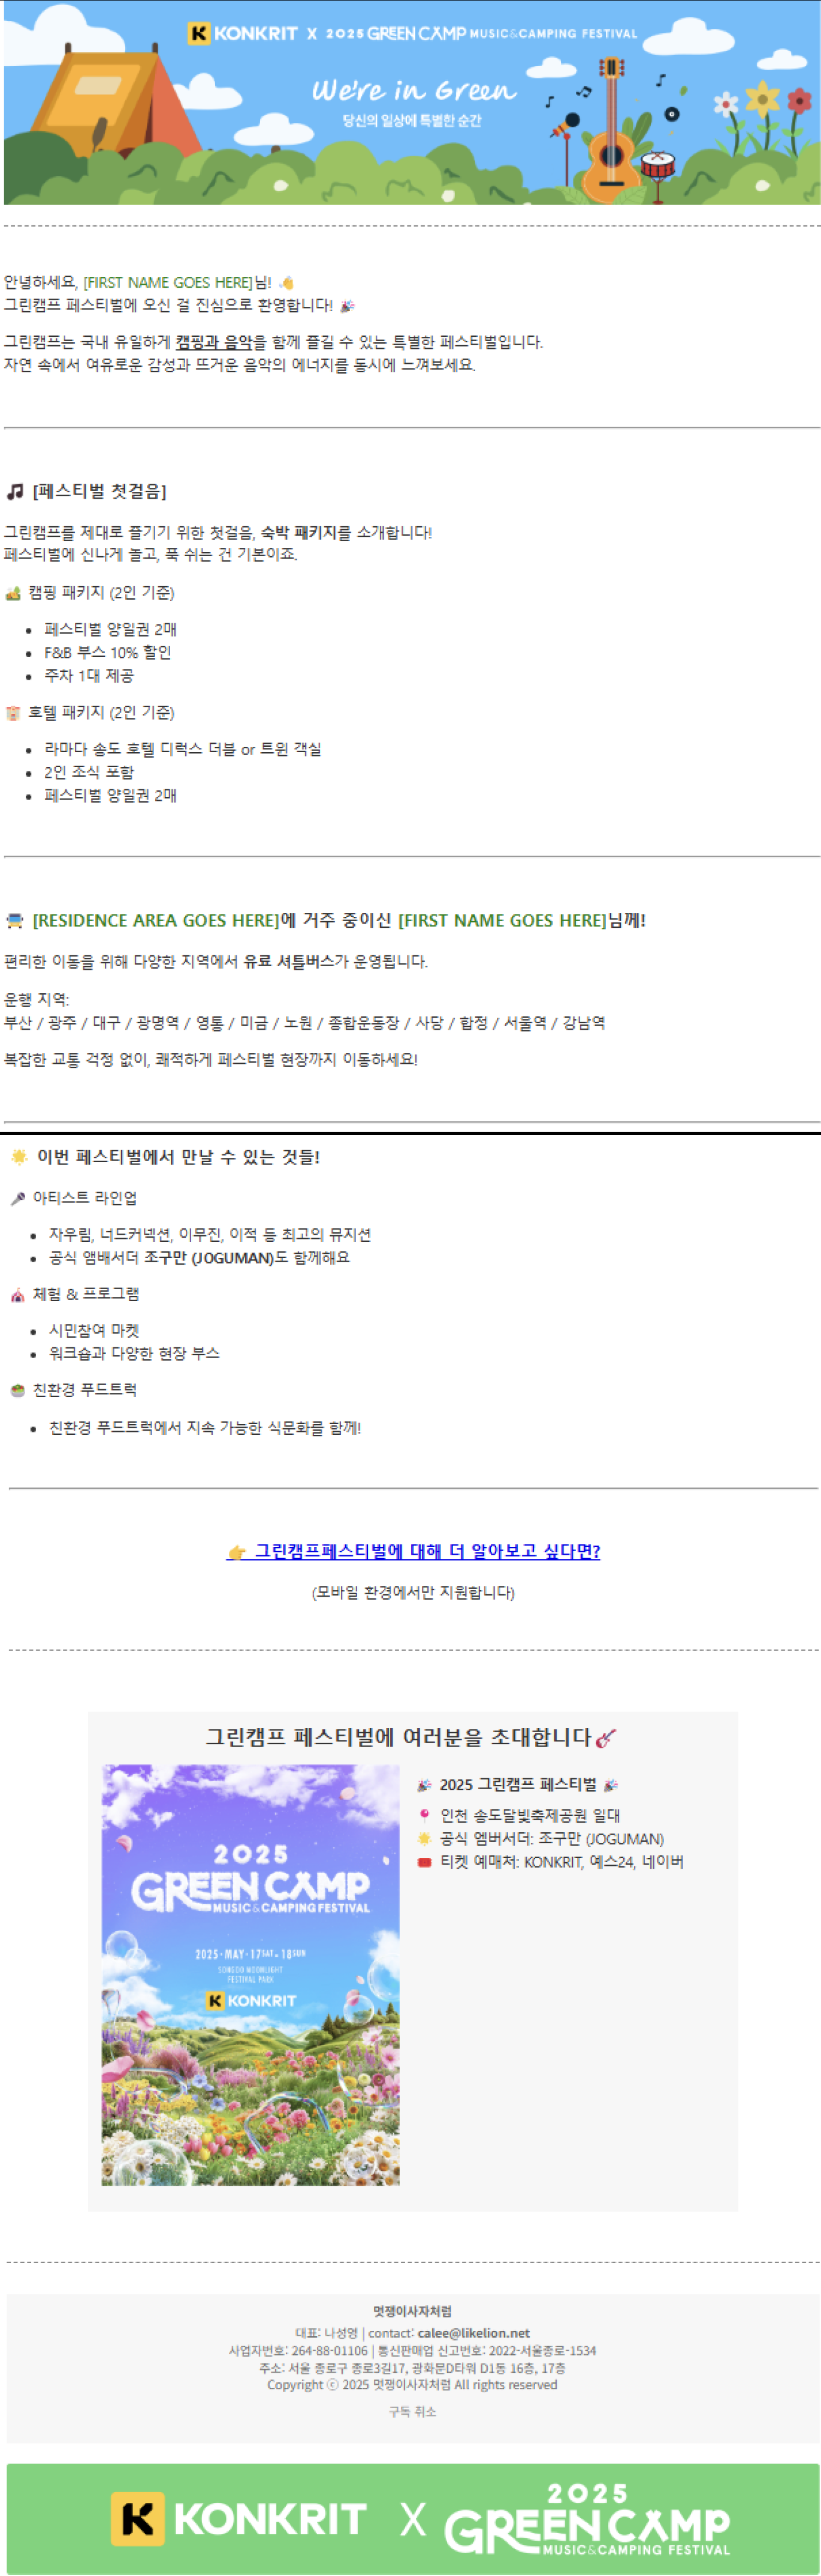 KONKRIT X 2025 GREEN CAMP MUSIC&CAMPING FESTIVAL
We're in Green
당신의 일상에 특별한 순간
안녕하세요, [FIRST NAME GOES HERE]님! 👋
그린캠프 페스티벌에 오신 걸 진심으로 환영합니다! 🎉
그린캠프는 국내 유일하게 캠핑과 음악을 함께 즐길 수 있는 특별한 페스티벌입니다.
자연 속에서 여유로운 감성과 뜨거운 음악의 에너지를 동시에 느껴보세요.
🎵 [페스티벌 첫걸음]
그린캠프를 제대로 즐기기 위한 첫걸음, 숙박 패키지를 소개합니다!
페스티벌에 신나게 놀고, 푹 쉬는 건 기본이죠.
🏕️ 캠핑 패키지 (2인 기준)
• 페스티벌 양일권 2매
• F&B 부스 10% 할인
• 주차 1대 제공
🏩 호텔 패키지 (2인 기준)
• 라마다 송도 호텔 디럭스 더블 or 트윈 객실
• 2인 조식 포함
• 페스티벌 양일권 2매
🚍 [RESIDENCE AREA GOES HERE]에 거주 중이신 [FIRST NAME GOES HERE]님께!
편리한 이동을 위해 다양한 지역에서 유료 셔틀버스가 운영됩니다.
운행 지역:
부산 / 광주 / 대구 / 광명역 / 영통 / 미금 / 노원 / 종합운동장 / 사당 / 합정 / 서울역 / 강남역
복잡한 교통 걱정 없이, 쾌적하게 페스티벌 현장까지 이동하세요!
🌟 이번 페스티벌에서 만날 수 있는 것들!
🎤 아티스트 라인업
• 자우림, 너드커넥션, 이무진, 이적 등 최고의 뮤지션
• 공식 앰배서더 조구만 (JOGUMAN)도 함께해요
🎪 체험 & 프로그램
• 시민참여 마켓
• 워크숍과 다양한 현장 부스
🥗 친환경 푸드트럭
• 친환경 푸드트럭에서 지속 가능한 식문화를 함께!
👉 그린캠프페스티벌에 대해 더 알아보고 싶다면?
(모바일 환경에서만 지원합니다)
그린캠프 페스티벌에 여러분을 초대합니다🎸
2025
GREEN CAMP
MUSIC&CAMPING FESTIVAL
2025·MAY·17SAT·18SUN
SONGDO MOONLIGHT
FESTIVAL PARK
KONKRIT
🎉 2025 그린캠프 페스티벌 🎉
📍 인천 송도달빛축제공원 일대
🌟 공식 엠버서더: 조구만 (JOGUMAN)
🎟️ 티켓 예매처: KONKRIT, 예스24, 네이버
멋쟁이사자처럼
대표: 나성영 | contact: calee@likelion.net
사업자번호: 264-88-01106 | 통신판매업 신고번호: 2022-서울종로-1534
주소: 서울 종로구 종로3길17, 광화문D타워 D1동 16층, 17층
Copyright ⓒ 2025 멋쟁이사자처럼 All rights reserved
구독 취소
KONKRIT X 2025 GREEN CAMP MUSIC&CAMPING FESTIVAL